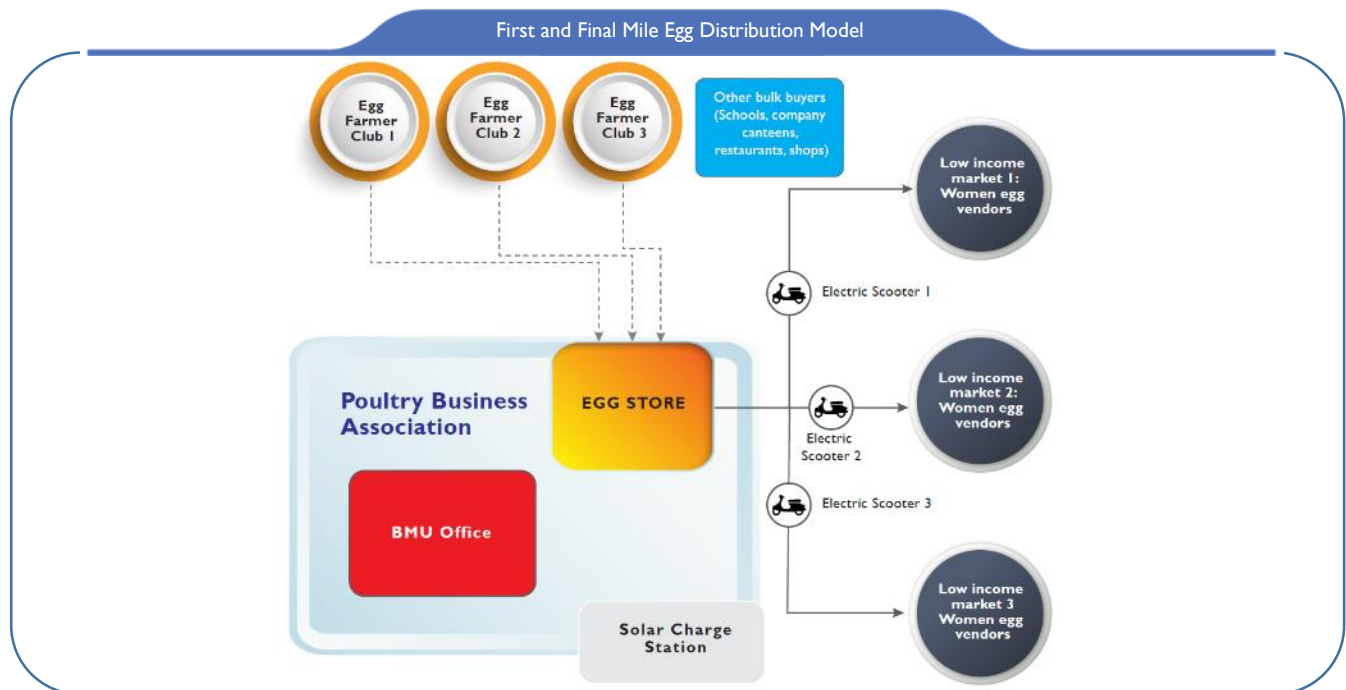 First and Final Mile Egg Distribution Model
Egg
Farmer
Club 1
Egg
Farmer
Club 2
Egg
Farmer
Club 3
Other bulk buyers
(Schools, company
canteens,
restaurants, shops)
Low income
market 1:
Women egg
vendors
Electric Scooter 1
Poultry Business
Association
EGG STORE
Electric
Scooter 2
Low income
market 2:
Women egg
vendors
BMU Office
Electric Scooter 3
Solar Charge
Station
Low income
market 3
Women egg
vendors